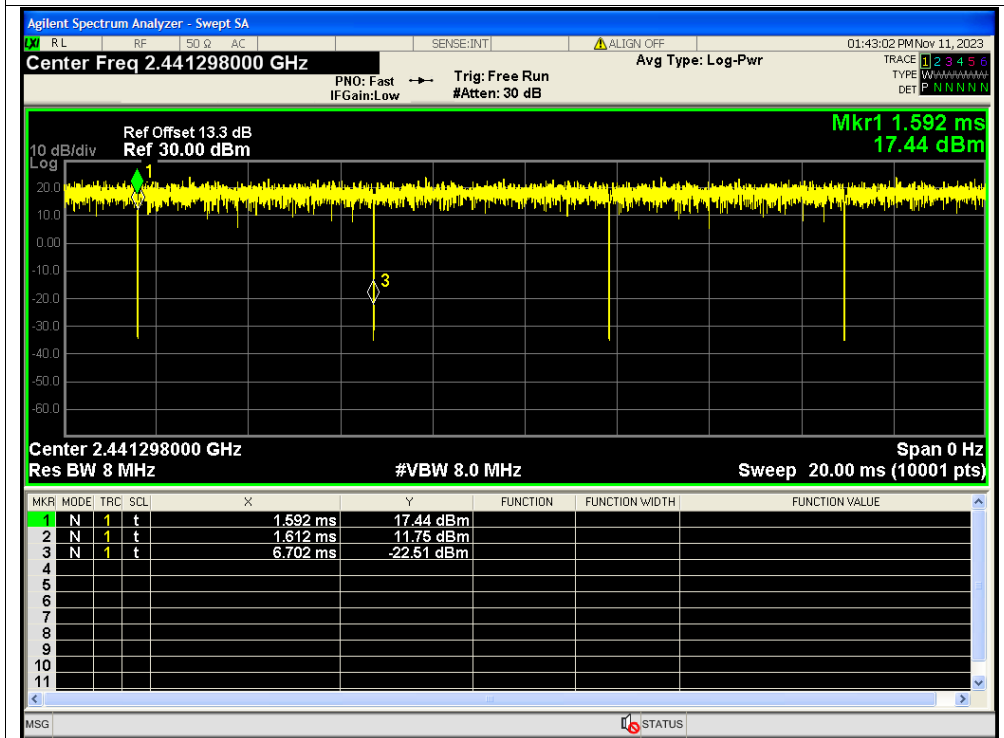 Agilent Spectrum Analyzer - Swept SA
LXI RL RF 50 Ω AC SENSE:INT ALIGN OFF 01:43:02 PM Nov 11, 2023
Center Freq 2.441298000 GHz Avg Type: Log-Pwr TRACE 1 2 3 4 5 6
PNO: Fast Trig: Free Run TYPE WWWWWW
IFGain:Low #Atten: 30 dB DET P N N N N N
Mkr1 1.592 ms
Ref Offset 13.3 dB
10 dB/div Ref 30.00 dBm 17.44 dBm
Log
1
20.0
10.0
0.00
-10.0
3
-20.0
-30.0
-40.0
-50.0
-60.0
Center 2.441298000 GHz Span 0 Hz
Res BW 8 MHz #VBW 8.0 MHz Sweep 20.00 ms (10001 pts)
MKR MODE TRC SCL X Y FUNCTION FUNCTION WIDTH FUNCTION VALUE
1 N 1 t 1.592 ms 17.44 dBm
2 N 1 t 1.612 ms 11.75 dBm
3 N 1 t 6.702 ms -22.51 dBm
4
5
6
7
8
9
10
11
MSG STATUS